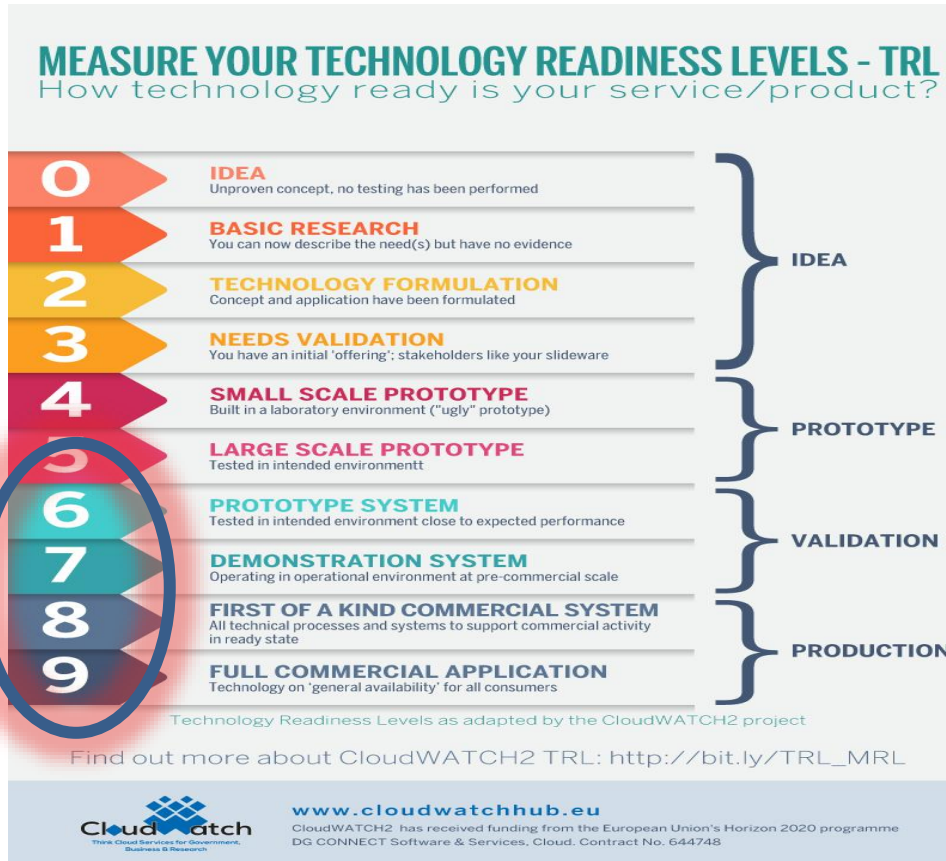 MEASURE YOUR TECHNOLOGY READINESS LEVELS - TRL
How technology ready is your service/product?
0
IDEA
Unproven concept, no testing has been performed
1
BASIC RESEARCH
You can now describe the need(s) but have no evidence
2
TECHNOLOGY FORMULATION
Concept and application have been formulated
3
NEEDS VALIDATION
You have an initial 'offering'; stakeholders like your slideware
IDEA
4
SMALL SCALE PROTOTYPE
Built in a laboratory environment ("ugly" prototype)
5
LARGE SCALE PROTOTYPE
Tested in intended environmentt
PROTOTYPE
6
PROTOTYPE SYSTEM
Tested in intended environment close to expected performance
7
DEMONSTRATION SYSTEM
Operating in operational environment at pre-commercial scale
VALIDATION
8
FIRST OF A KIND COMMERCIAL SYSTEM
All technical processes and systems to support commercial activity
in ready state
9
FULL COMMERCIAL APPLICATION
Technology on 'general availability' for all consumers
PRODUCTION
Technology Readiness Levels as adapted by the CloudWATCH2 project
Find out more about CloudWATCH2 TRL: http://bit.ly/TRL_MRL
CloudWatch
Think Cloud Services for Government,
Business & Research
www.cloudwatchhub.eu
CloudWATCH2 has received funding from the European Union's Horizon 2020 programme
DG CONNECT Software & Services, Cloud. Contract No. 644748